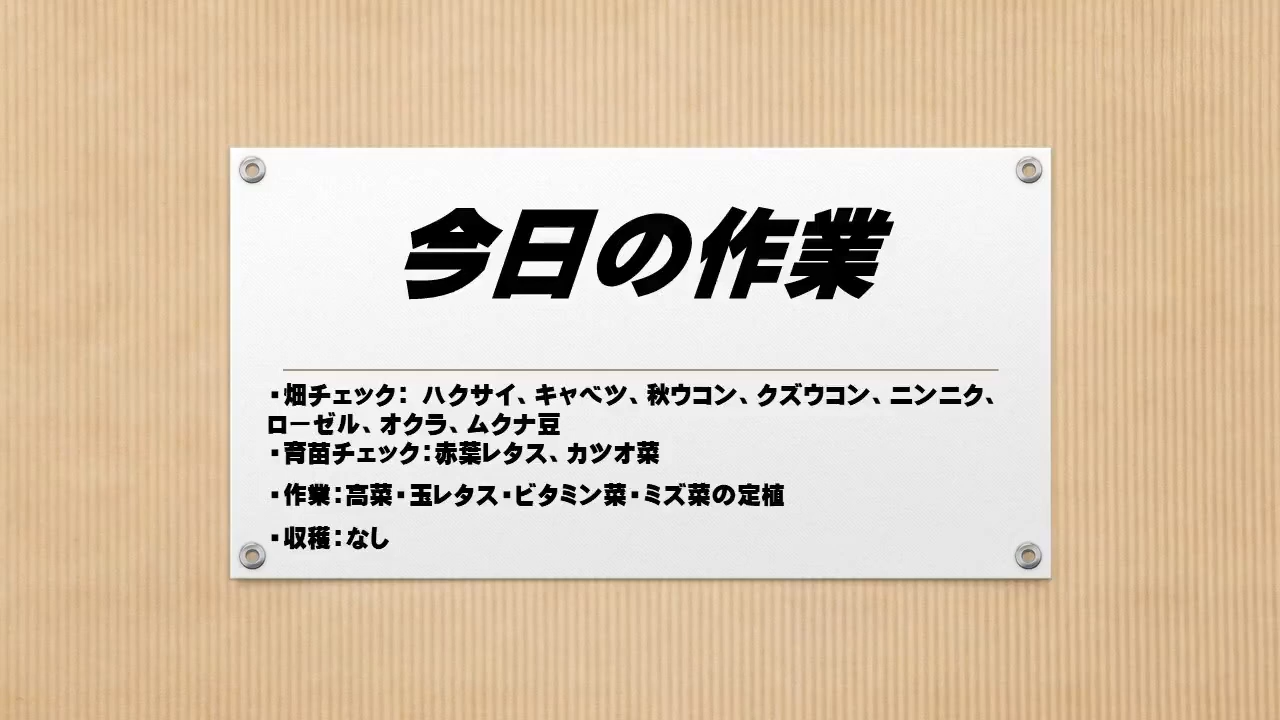 今日の作業
・畑チェック： ハクサイ、キャベツ、秋ウコン、クズウコン、ニンニク、
ローゼル、オクラ、ムクナ豆
・育苗チェック：赤葉レタス、カツオ菜
・作業：高菜・玉レタス・ビタミン菜・ミズ菜の定植
・収穫：なし